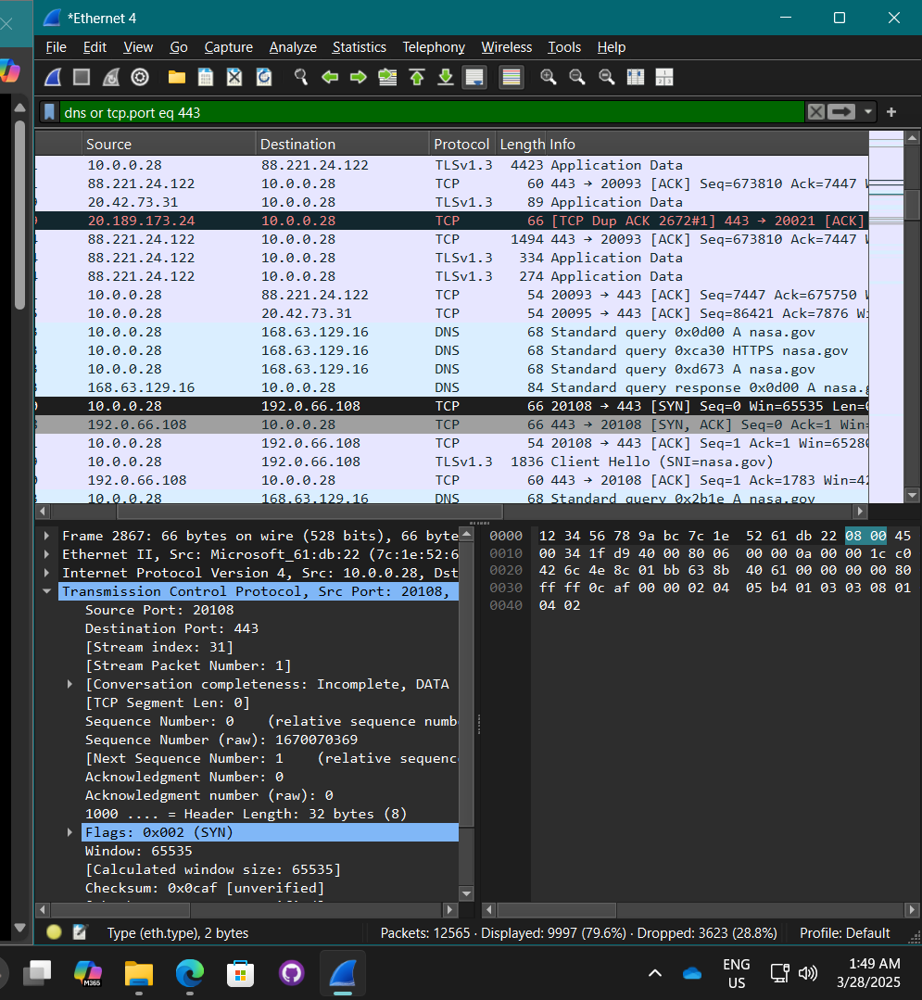 *Ethernet 4
File Edit View Go Capture Analyze Statistics Telephony Wireless Tools Help
dns or tcp.port eq 443
Source Destination Protocol Length Info
10.0.0.28 88.221.24.122 TLSv1.3 4423 Application Data
88.221.24.122 10.0.0.28 TCP 60 443 → 20093 [ACK] Seq=673810 Ack=7447
20.42.73.31 10.0.0.28 TLSv1.3 89 Application Data
20.189.173.24 10.0.0.28 TCP 66 [TCP Dup ACK 2672#1] 443 → 20021 [ACK]
88.221.24.122 10.0.0.28 TCP 1494 443 → 20093 [ACK] Seq=673810 Ack=7447
88.221.24.122 10.0.0.28 TLSv1.3 334 Application Data
88.221.24.122 10.0.0.28 TLSv1.3 274 Application Data
10.0.0.28 88.221.24.122 TCP 54 20093 → 443 [ACK] Seq=7447 Ack=675750
10.0.0.28 20.42.73.31 TCP 54 20095 → 443 [ACK] Seq=86421 Ack=7876 Wi
10.0.0.28 168.63.129.16 DNS 68 Standard query 0x0d00 A nasa.gov
10.0.0.28 168.63.129.16 DNS 68 Standard query 0xca30 HTTPS nasa.gov
10.0.0.28 168.63.129.16 DNS 68 Standard query 0xd673 A nasa.gov
168.63.129.16 10.0.0.28 DNS 84 Standard query response 0x0d00 A nasa.g
10.0.0.28 192.0.66.108 TCP 66 20108 → 443 [SYN] Seq=0 Win=65535 Len=0
192.0.66.108 10.0.0.28 TCP 66 443 → 20108 [SYN, ACK] Seq=0 Ack=1 Win=
10.0.0.28 192.0.66.108 TCP 54 20108 → 443 [ACK] Seq=1 Ack=1 Win=65280
10.0.0.28 192.0.66.108 TLSv1.3 1836 Client Hello (SNI=nasa.gov)
192.0.66.108 10.0.0.28 TCP 60 443 → 20108 [ACK] Seq=1 Ack=1783 Win=42
10.0.0.28 168.63.129.16 DNS 68 Standard query 0x2b1e A nasa.gov
Frame 2867: 66 bytes on wire (528 bits), 66 byte
Ethernet II, Src: Microsoft_61:db:22 (7c:1e:52:6
Internet Protocol Version 4, Src: 10.0.0.28, Dst
Transmission Control Protocol, Src Port: 20108,
Source Port: 20108
Destination Port: 443
[Stream index: 31]
[Stream Packet Number: 1]
[Conversation completeness: Incomplete, DATA
[TCP Segment Len: 0]
Sequence Number: 0 (relative sequence numb
Sequence Number (raw): 1670070369
[Next Sequence Number: 1 (relative sequenc
Acknowledgment Number: 0
Acknowledgment number (raw): 0
1000 .... = Header Length: 32 bytes (8)
Flags: 0x002 (SYN)
Window: 65535
[Calculated window size: 65535]
Checksum: 0x0caf [unverified]
0000 12 34 56 78 9a bc 7c 1e 52 61 db 22 08 00 45
0010 00 34 1f d9 40 00 80 06 00 00 0a 00 00 1c c0
0020 42 6c 4e 8c 01 bb 63 8b 40 61 00 00 00 00 80
0030 ff ff 0c af 00 00 02 04 05 b4 01 03 03 08 01
0040 04 02
Type (eth.type), 2 bytes
Packets: 12565 · Displayed: 9997 (79.6%) · Dropped: 3623 (28.8%)
Profile: Default
M365
ENG
US
1:49 AM
3/28/2025